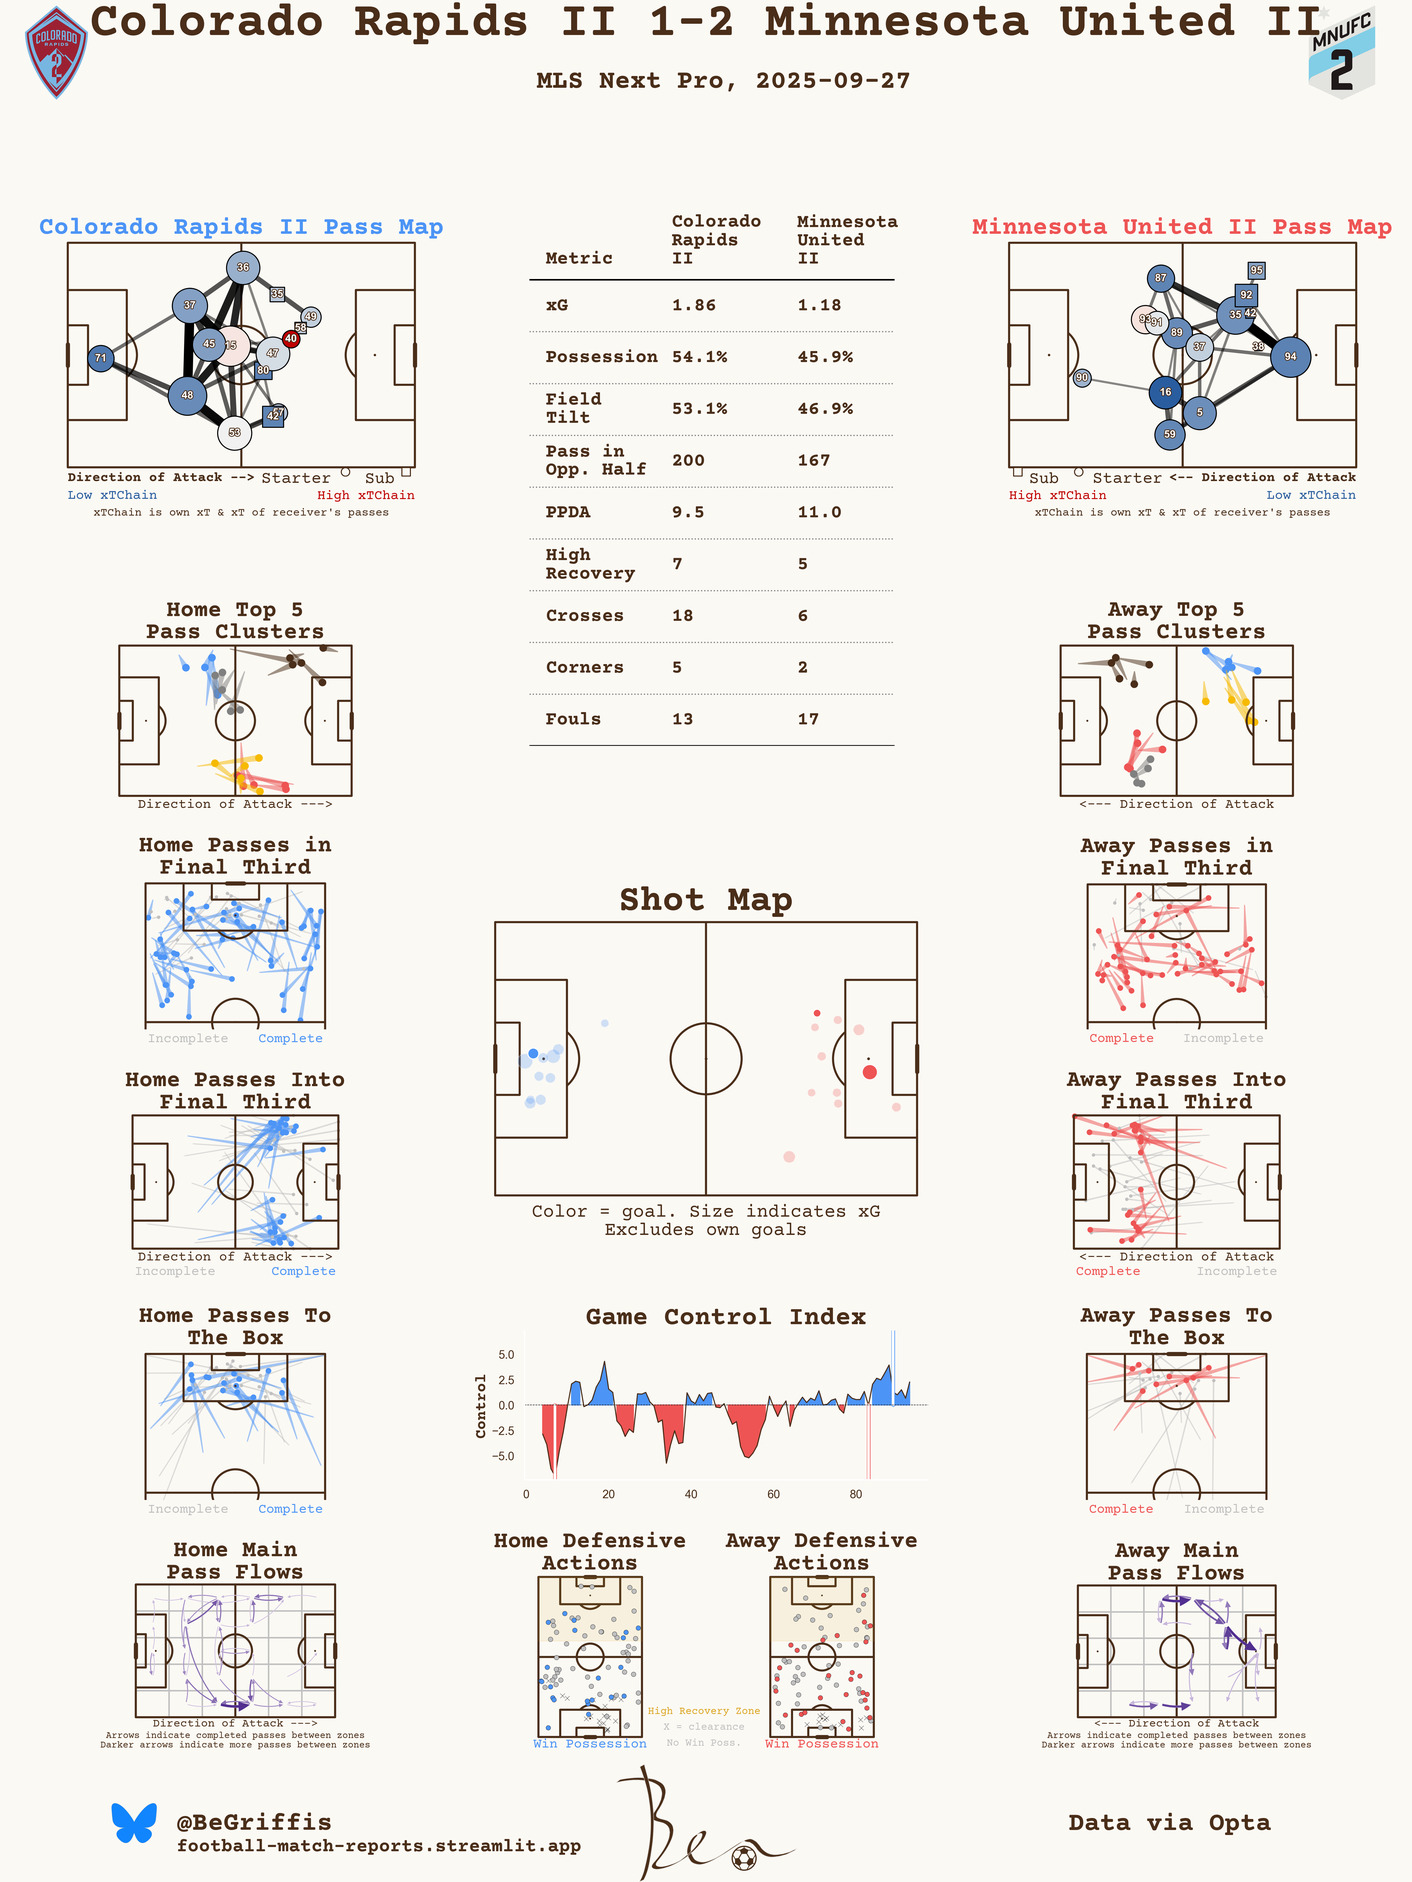 Colorado Rapids II 1-2 Minnesota United II
MLS Next Pro, 2025-09-27
COLORADO
RAPIDS
2
MNUFC
2
Colorado Rapids II Pass Map
36
35
37
49
58
40
45
15
47
71
80
48
42
53
Direction of Attack --> Starter Sub
Low xTChain High xTChain
xTChain is own xT & xT of receiver's passes
Metric
Colorado Rapids II
Minnesota United II
xG 1.86 1.18
Possession 54.1% 45.9%
Field Tilt 53.1% 46.9%
Pass in Opp. Half 200 167
PPDA 9.5 11.0
High Recovery 7 5
Crosses 18 6
Corners 5 2
Fouls 13 17
Minnesota United II Pass Map
95
87
92
42
35
93
91
89
37
38
94
90
16
5
59
Sub Starter <-- Direction of Attack
High xTChain Low xTChain
xTChain is own xT & xT of receiver's passes
Home Top 5
Pass Clusters
Direction of Attack --->
Home Passes in
Final Third
Incomplete Complete
Home Passes Into
Final Third
Direction of Attack --->
Incomplete Complete
Home Passes To
The Box
Incomplete Complete
Home Main
Pass Flows
Direction of Attack --->
Arrows indicate completed passes between zones
Darker arrows indicate more passes between zones
Shot Map
Color = goal. Size indicates xG
Excludes own goals
Game Control Index
Control
5.0
2.5
0.0
−2.5
−5.0
0 20 40 60 80
Home Defensive
Actions
Win Possession
Away Defensive
Actions
Win Possession
High Recovery Zone
X = clearance
No Win Poss.
Away Top 5
Pass Clusters
<--- Direction of Attack
Away Passes in
Final Third
Complete Incomplete
Away Passes Into
Final Third
<--- Direction of Attack
Complete Incomplete
Away Passes To
The Box
Complete Incomplete
Away Main
Pass Flows
<--- Direction of Attack
Arrows indicate completed passes between zones
Darker arrows indicate more passes between zones
@BeGriffis
football-match-reports.streamlit.app
Ben
Data via Opta